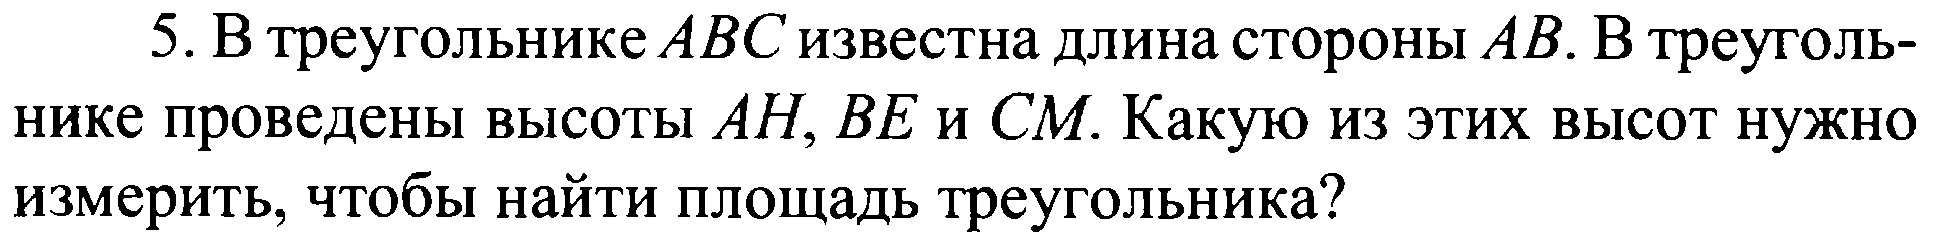 5. В треугольнике ABC известна длина стороны AB. В треуголь-
нике проведены высоты AH, BE и CM. Какую из этих высот нужно
измерить, чтобы найти площадь треугольника?